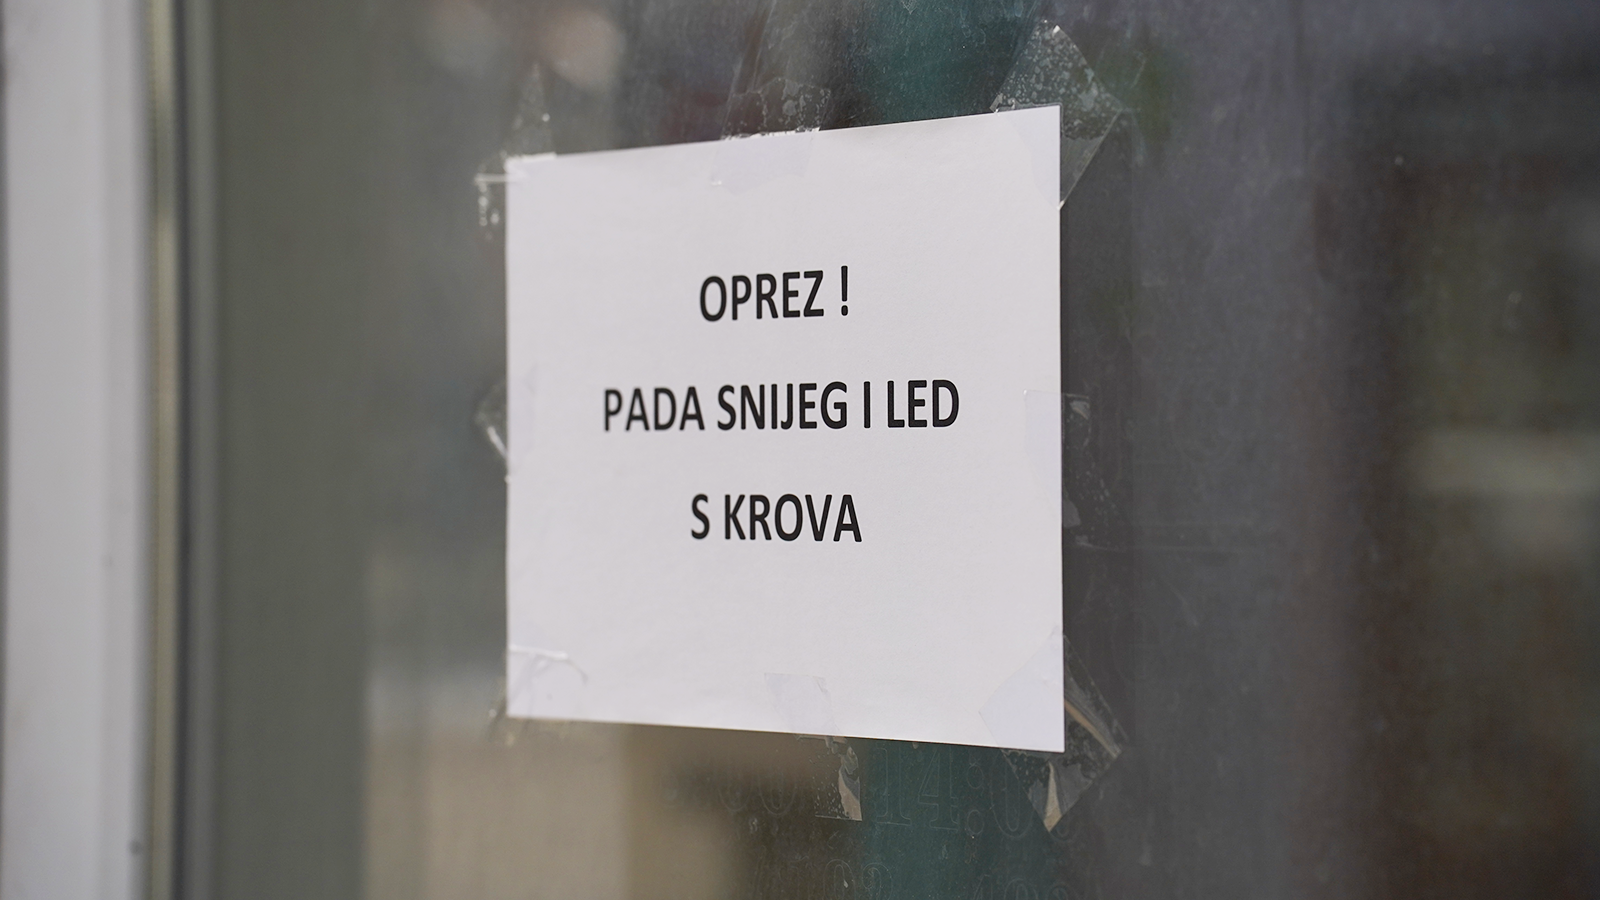 OPREZ !
PADA SNIJEG I LED
S KROVA